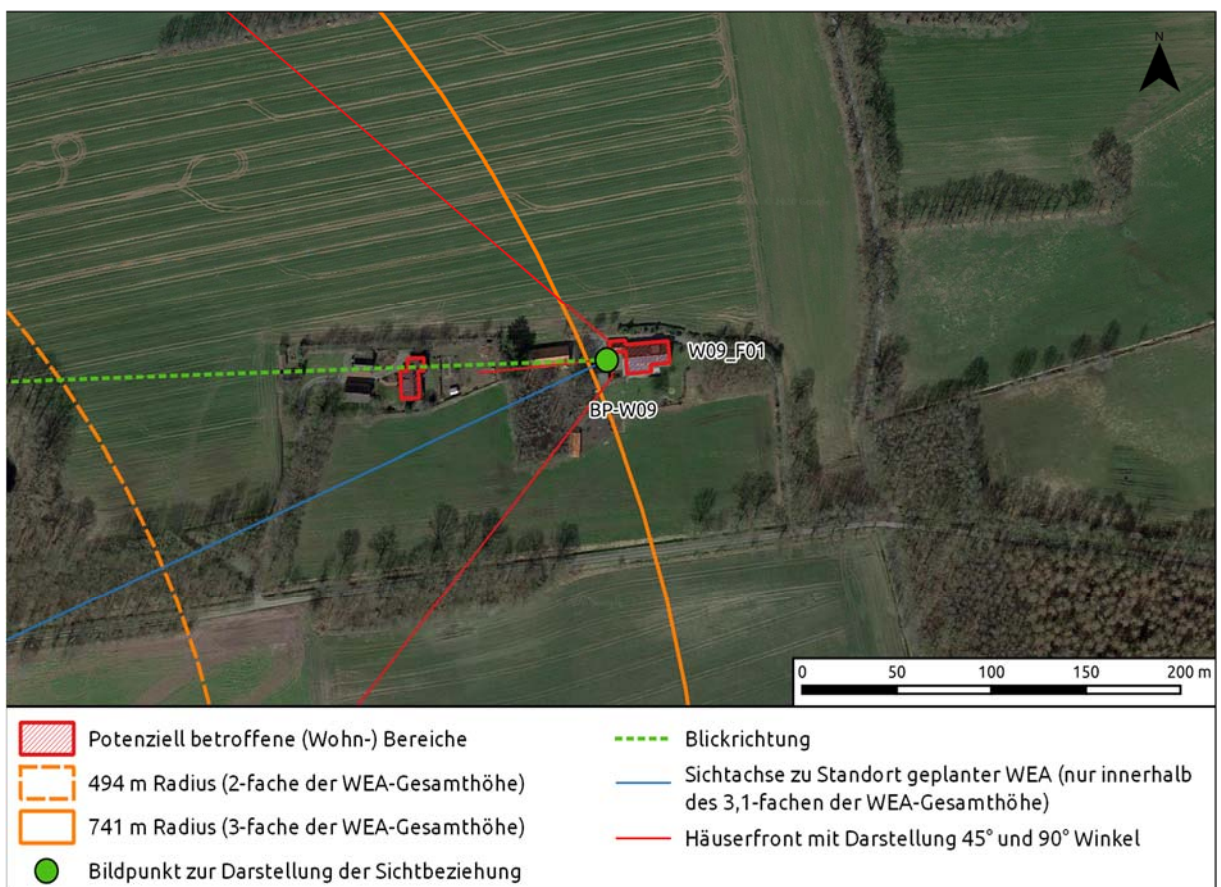 N
W09_F01
BP-W09
0 50 100 150 200 m
Potenziell betroffene (Wohn-) Bereiche
494 m Radius (2-fache der WEA-Gesamthöhe)
741 m Radius (3-fache der WEA-Gesamthöhe)
Bildpunkt zur Darstellung der Sichtbeziehung
Blickrichtung
Sichtachse zu Standort geplanter WEA (nur innerhalb
des 3,1-fachen der WEA-Gesamthöhe)
Häuserfront mit Darstellung 45° und 90° Winkel